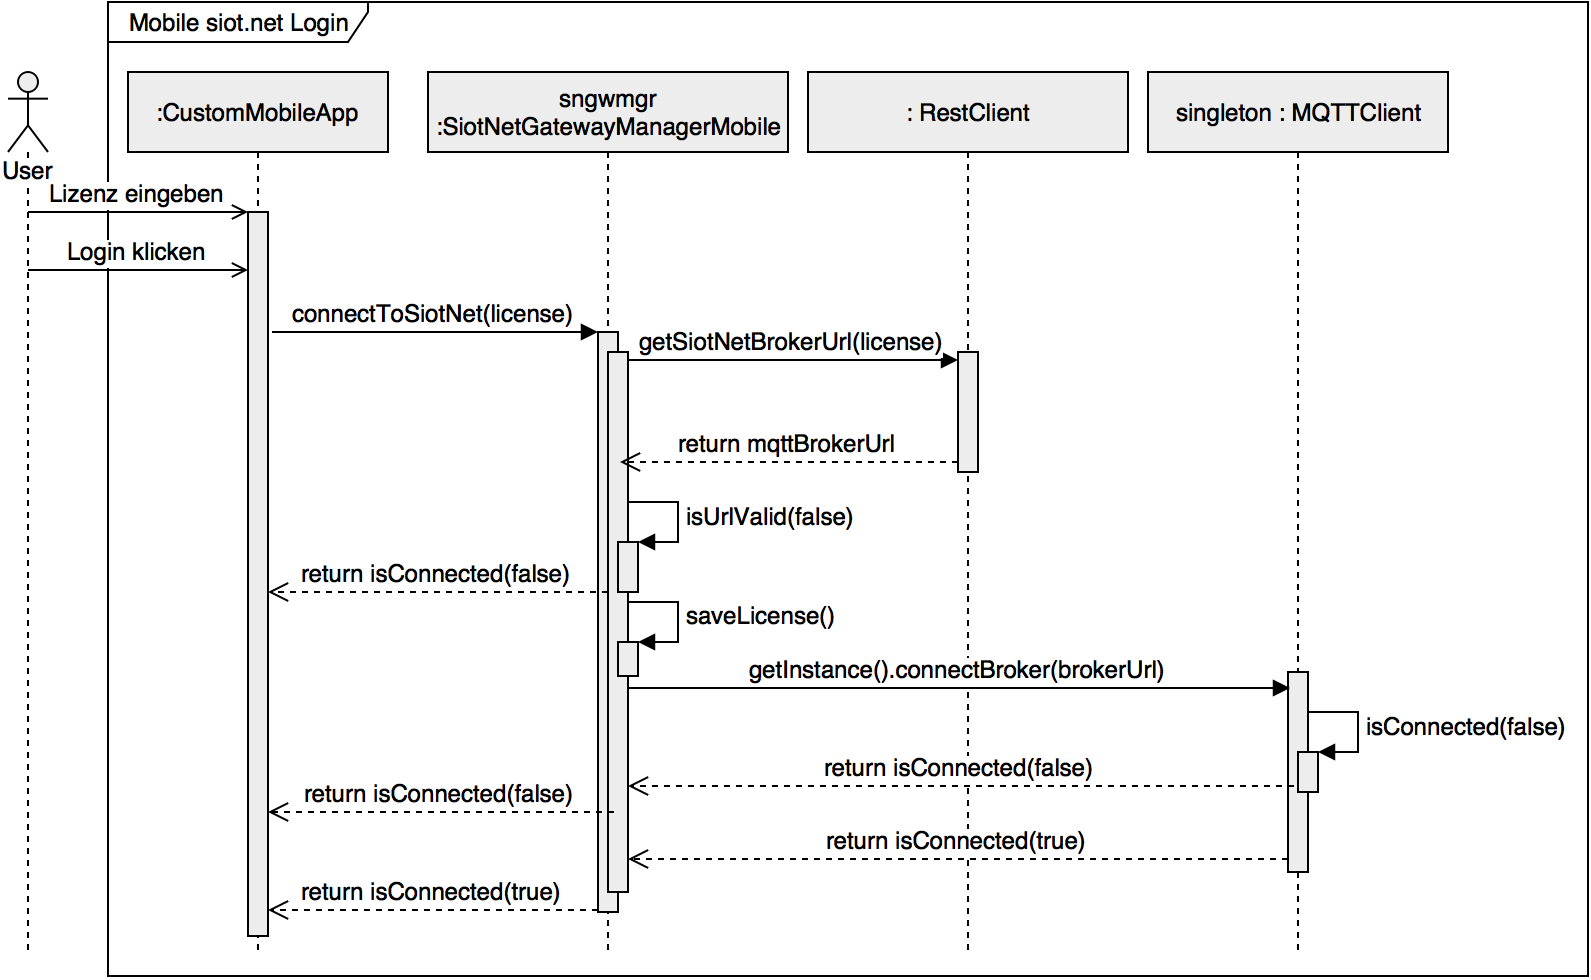 Mobile siot.net Login
:CustomMobileApp
sngwmgr
:SiotNetGatewayManagerMobile
: RestClient
singleton : MQTTClient
User
Lizenz eingeben
Login klicken
connectToSiotNet(license)
getSiotNetBrokerUrl(license)
return mqttBrokerUrl
isUrlValid(false)
return isConnected(false)
saveLicense()
getInstance().connectBroker(brokerUrl)
isConnected(false)
return isConnected(false)
return isConnected(false)
return isConnected(true)
return isConnected(true)